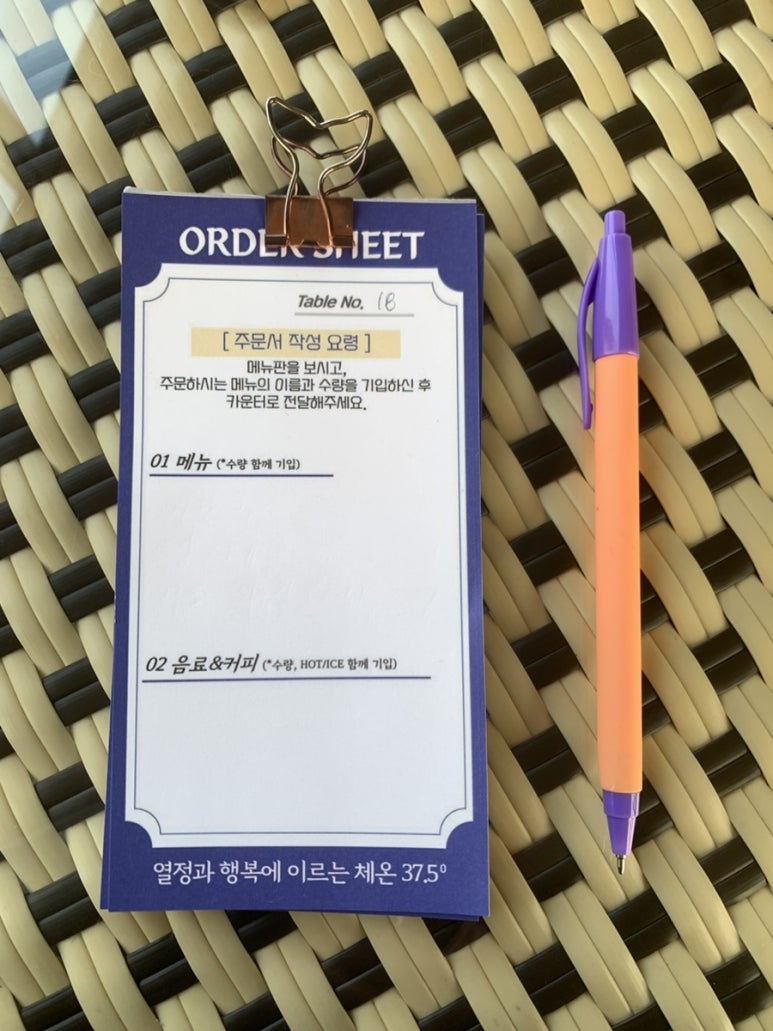 ORDER SHEET
Table No. 18
[ 주문서 작성 요령 ]
메뉴판을 보시고,
주문하시는 메뉴의 이름과 수량을 기입하신 후
카운터로 전달해주세요.
01 메뉴 (*수량 함께 기입)
02 음료&커피 (*수량, HOT/ICE 함께 기입)
열정과 행복에 이르는 체온 37.5⁰